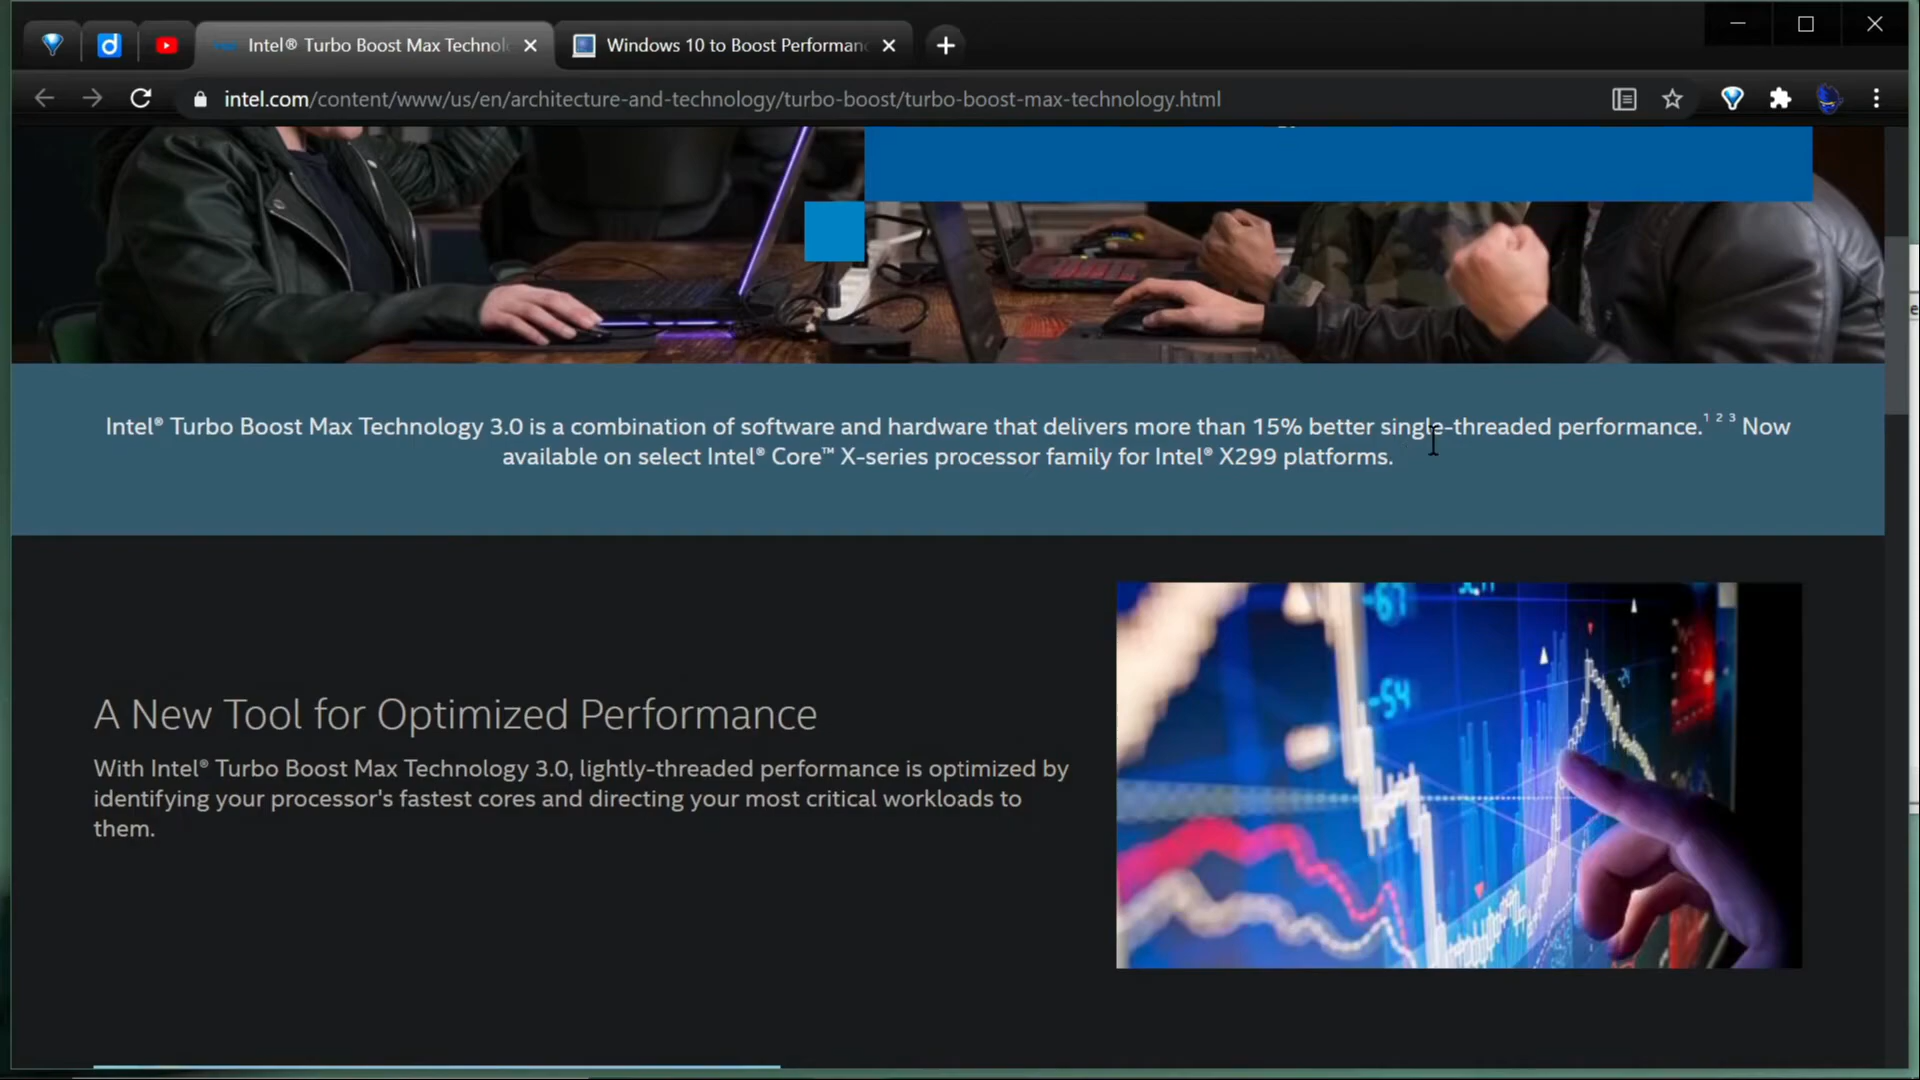 Intel® Turbo Boost Max Technol
Windows 10 to Boost Performan
intel.com/content/www/us/en/architecture-and-technology/turbo-boost/turbo-boost-max-technology.html
Intel® Turbo Boost Max Technology 3.0 is a combination of software and hardware that delivers more than 15% better single-threaded performance.¹ ² ³ Now
available on select Intel® Core™ X-series processor family for Intel® X299 platforms.
-67
-54
A New Tool for Optimized Performance
With Intel® Turbo Boost Max Technology 3.0, lightly-threaded performance is optimized by
identifying your processor's fastest cores and directing your most critical workloads to
them.